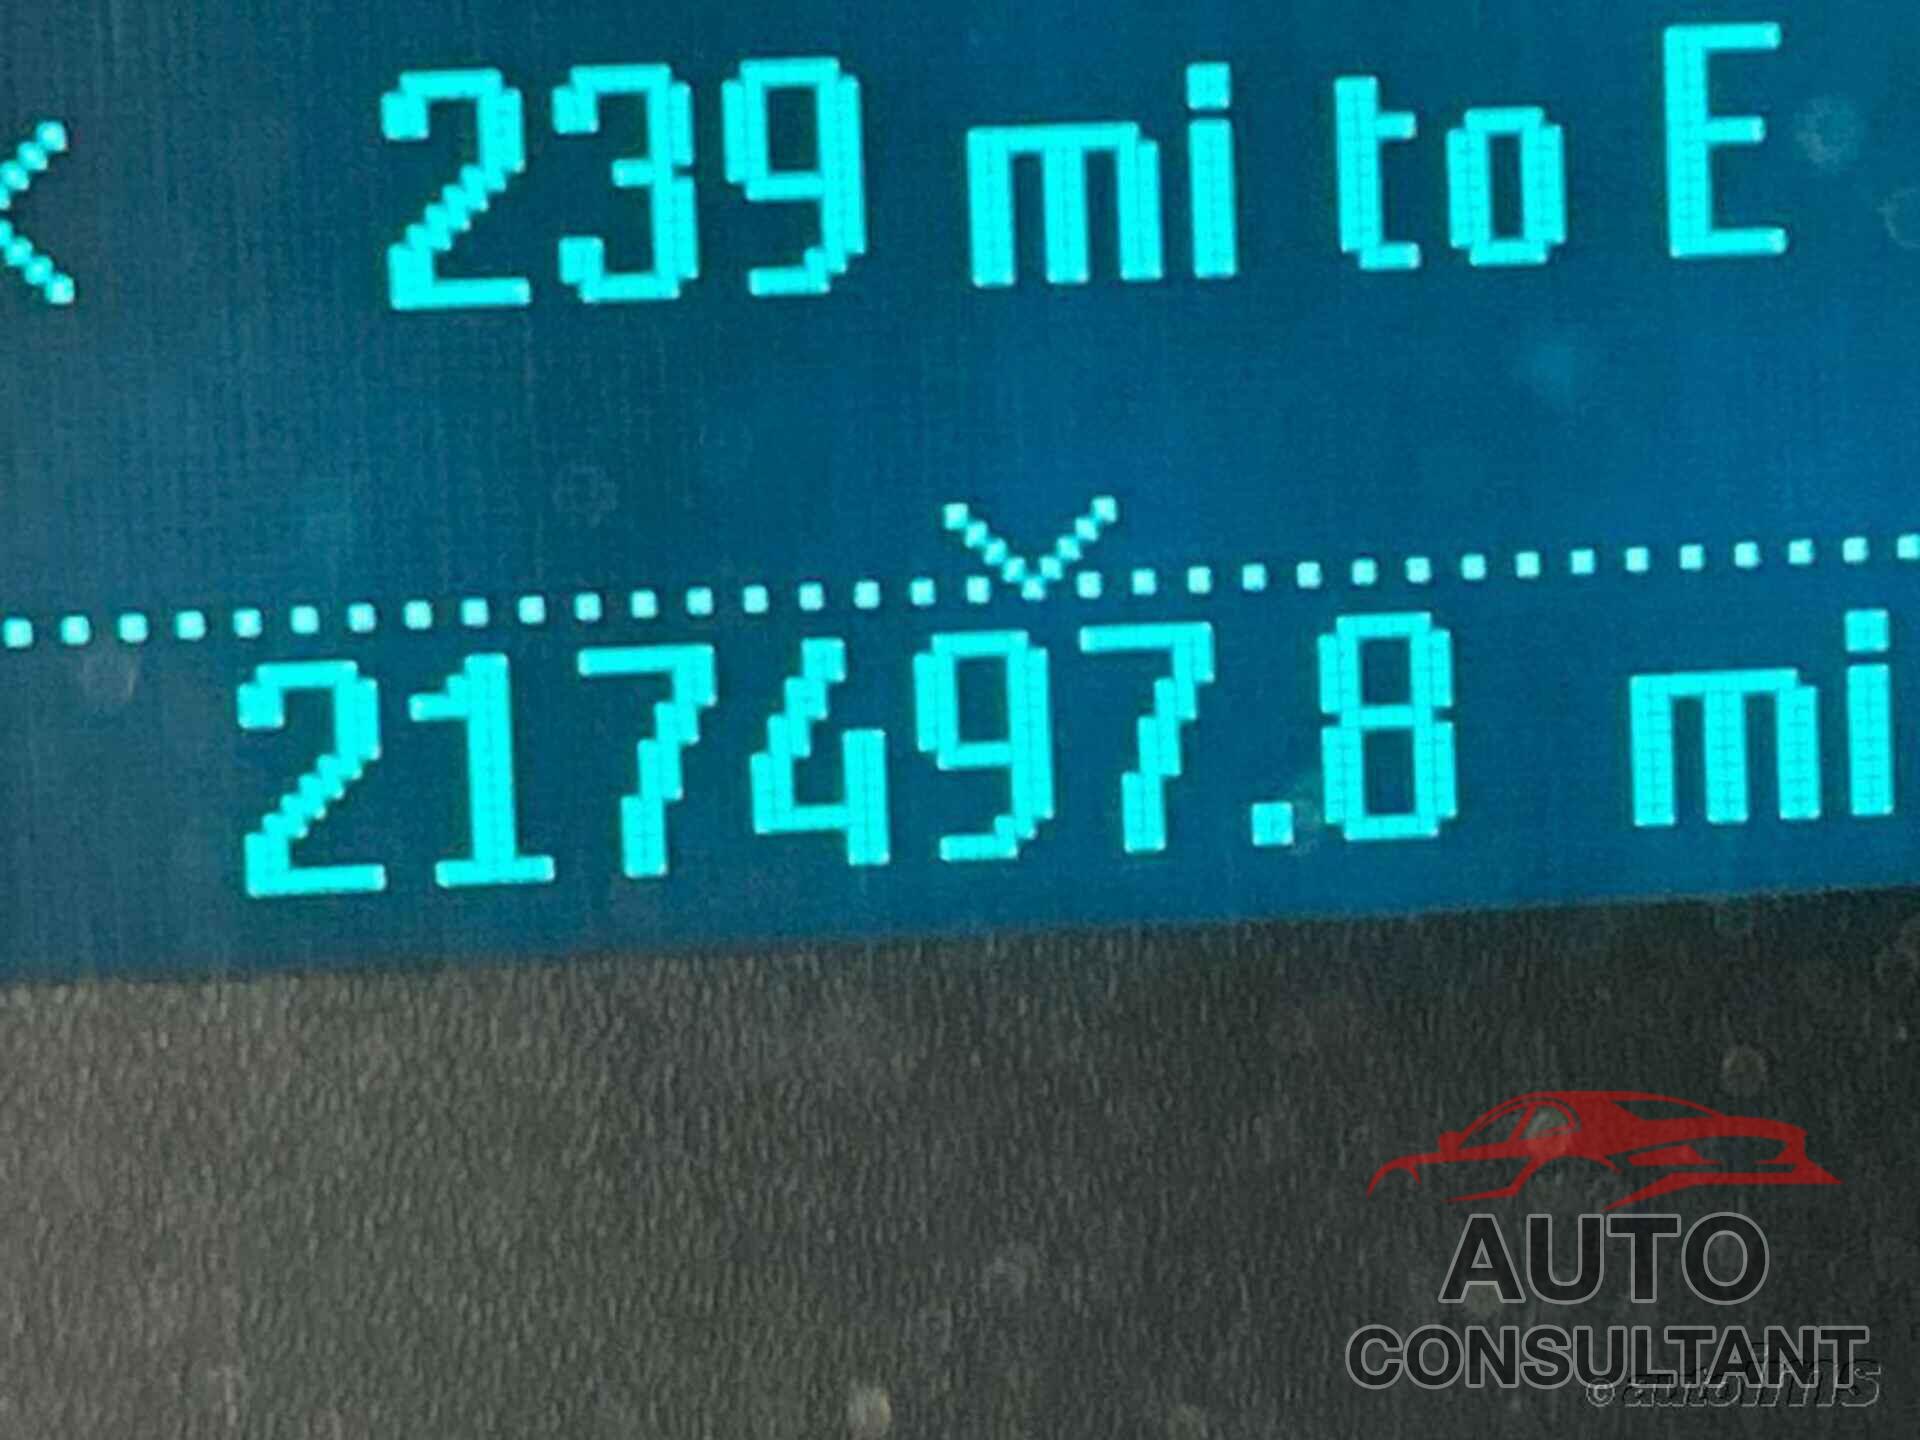 < 239 mi to E
217497.8 mi
AUTO
CONSULTANT